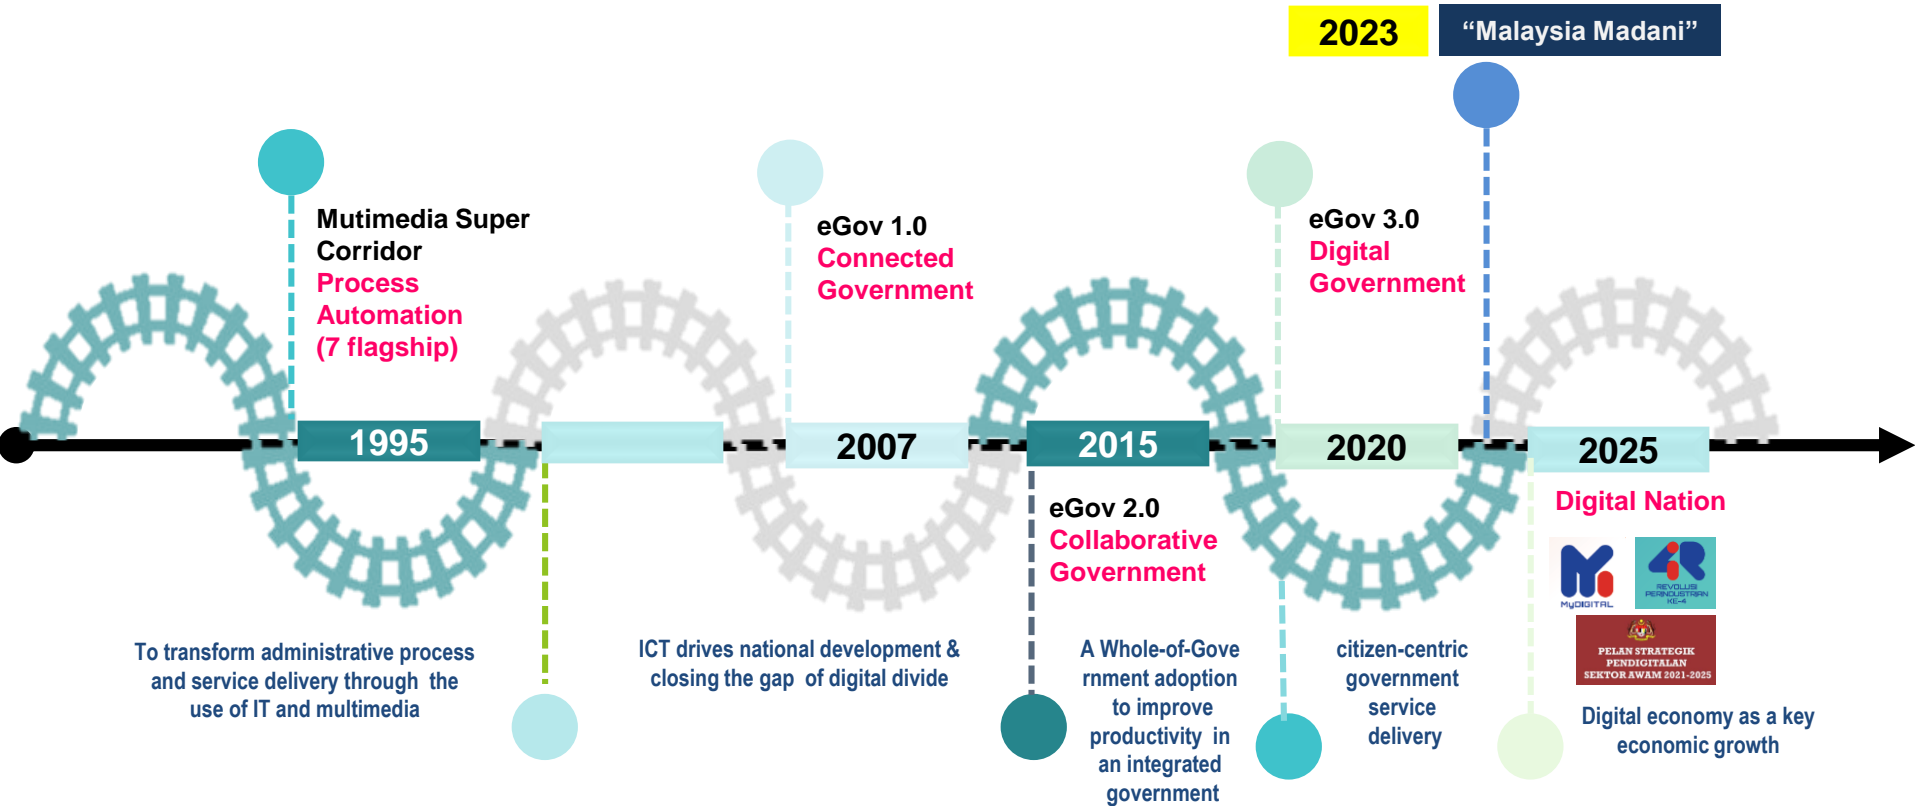 2023
“Malaysia Madani”
Mutimedia Super
Corridor
Process
Automation
(7 flagship)
eGov 1.0
Connected
Government
eGov 3.0
Digital
Government
1995
2007
2015
2020
2025
eGov 2.0
Collaborative
Government
Digital Nation
MyDIGITAL
4IR
REVOLUSI
PERINDUSTRIAN
KE-4
PELAN STRATEGIK
PENDIGITALAN
SEKTOR AWAM 2021-2025
To transform administrative process
and service delivery through the
use of IT and multimedia
ICT drives national development &
closing the gap of digital divide
A Whole-of-Gove
rnment adoption
to improve
productivity in
an integrated
government
citizen-centric
government
service
delivery
Digital economy as a key
economic growth